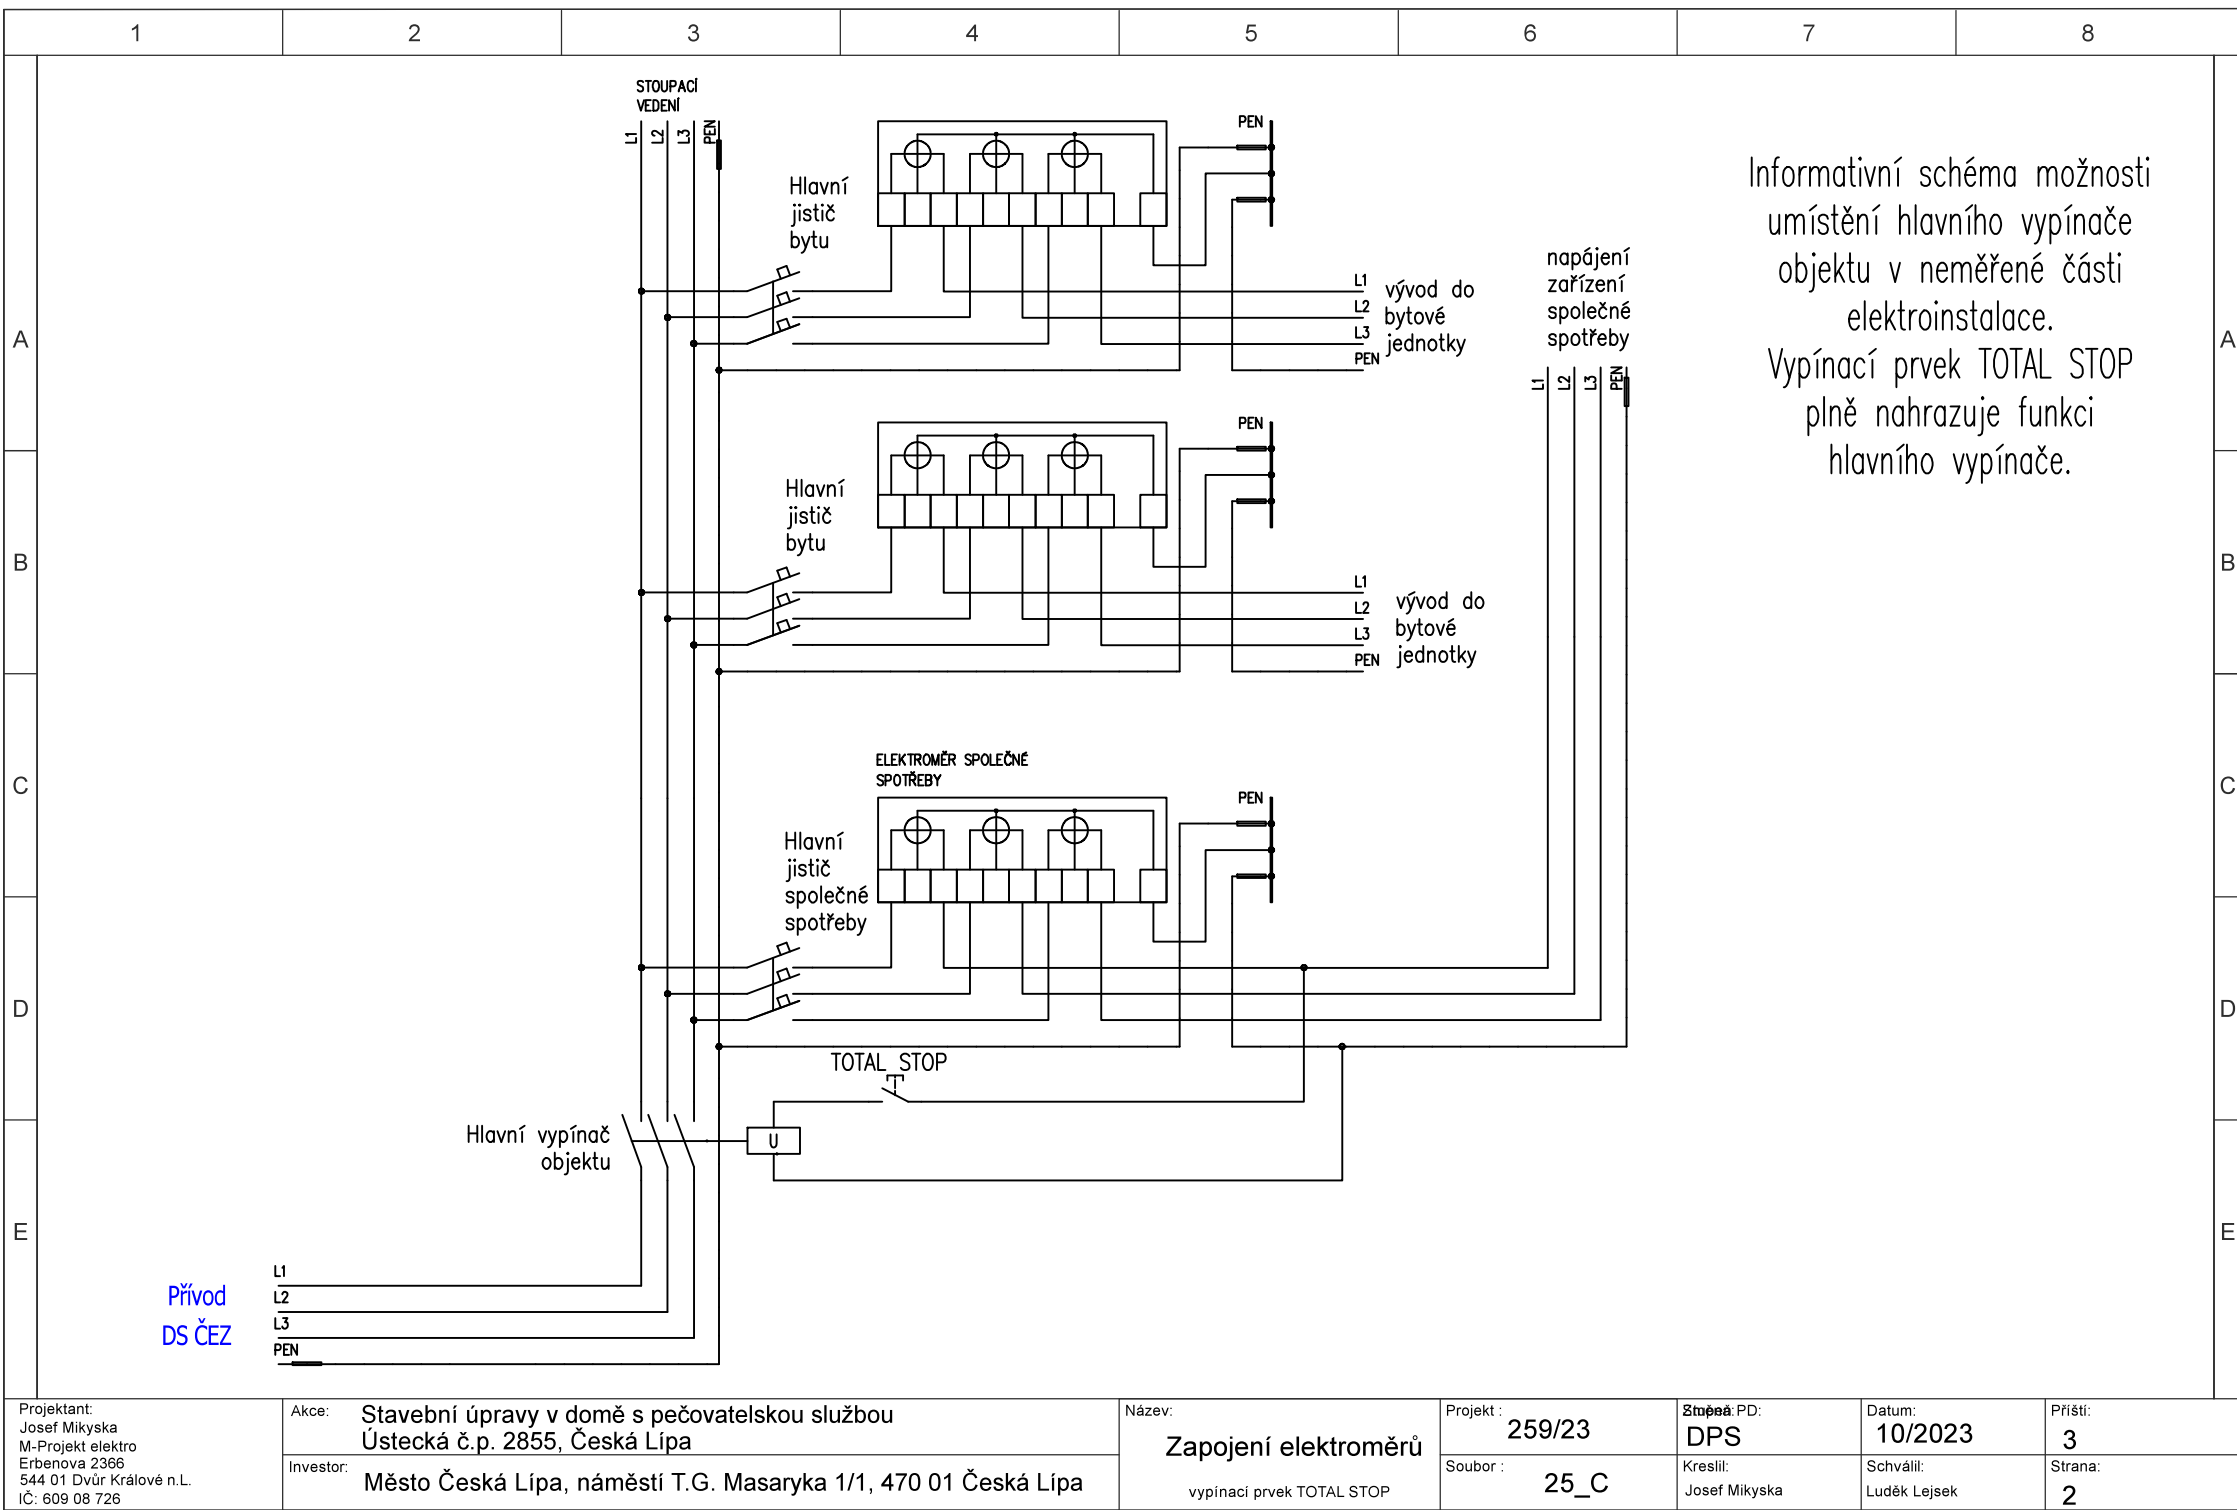 1 2 3 4 5 6 7 8
STOUPACÍ
VEDENÍ
L1 L2 L3 PEN
Hlavní
jistič
bytu
PEN
L1
L2
L3
PEN
vývod do
bytové
jednotky
napájení
zařízení
společné
spotřeby
L1 L2 L3 PEN
Informativní schéma možnosti
umístění hlavního vypínače
objektu v neměřené části
elektroinstalace.
Vypínací prvek TOTAL STOP
plně nahrazuje funkci
hlavního vypínače.
A A
Hlavní
jistič
bytu
PEN
L1
L2
L3
PEN
vývod do
bytové
jednotky
B B
ELEKTROMĚR SPOLEČNÉ
SPOTŘEBY
PEN
Hlavní
jistič
společné
spotřeby
C C
D D
TOTAL STOP
Hlavní vypínač
objektu
U
E E
Přívod
DS ČEZ
L1
L2
L3
PEN
Projektant:
Josef Mikyska
M-Projekt elektro
Erbenova 2366
544 01 Dvůr Králové n.L.
IČ: 609 08 726
Akce:
Stavební úpravy v domě s pečovatelskou službou
Ústecká č.p. 2855, Česká Lípa
Investor:
Město Česká Lípa, náměstí T.G. Masaryka 1/1, 470 01 Česká Lípa
Název:
Zapojení elektroměrů
vypínací prvek TOTAL STOP
Projekt :
259/23
Soubor :
25_C
PD:
DPS
Kreslil:
Josef Mikyska
Datum:
10/2023
Schválil:
Luděk Lejsek
Příští:
3
Strana:
2